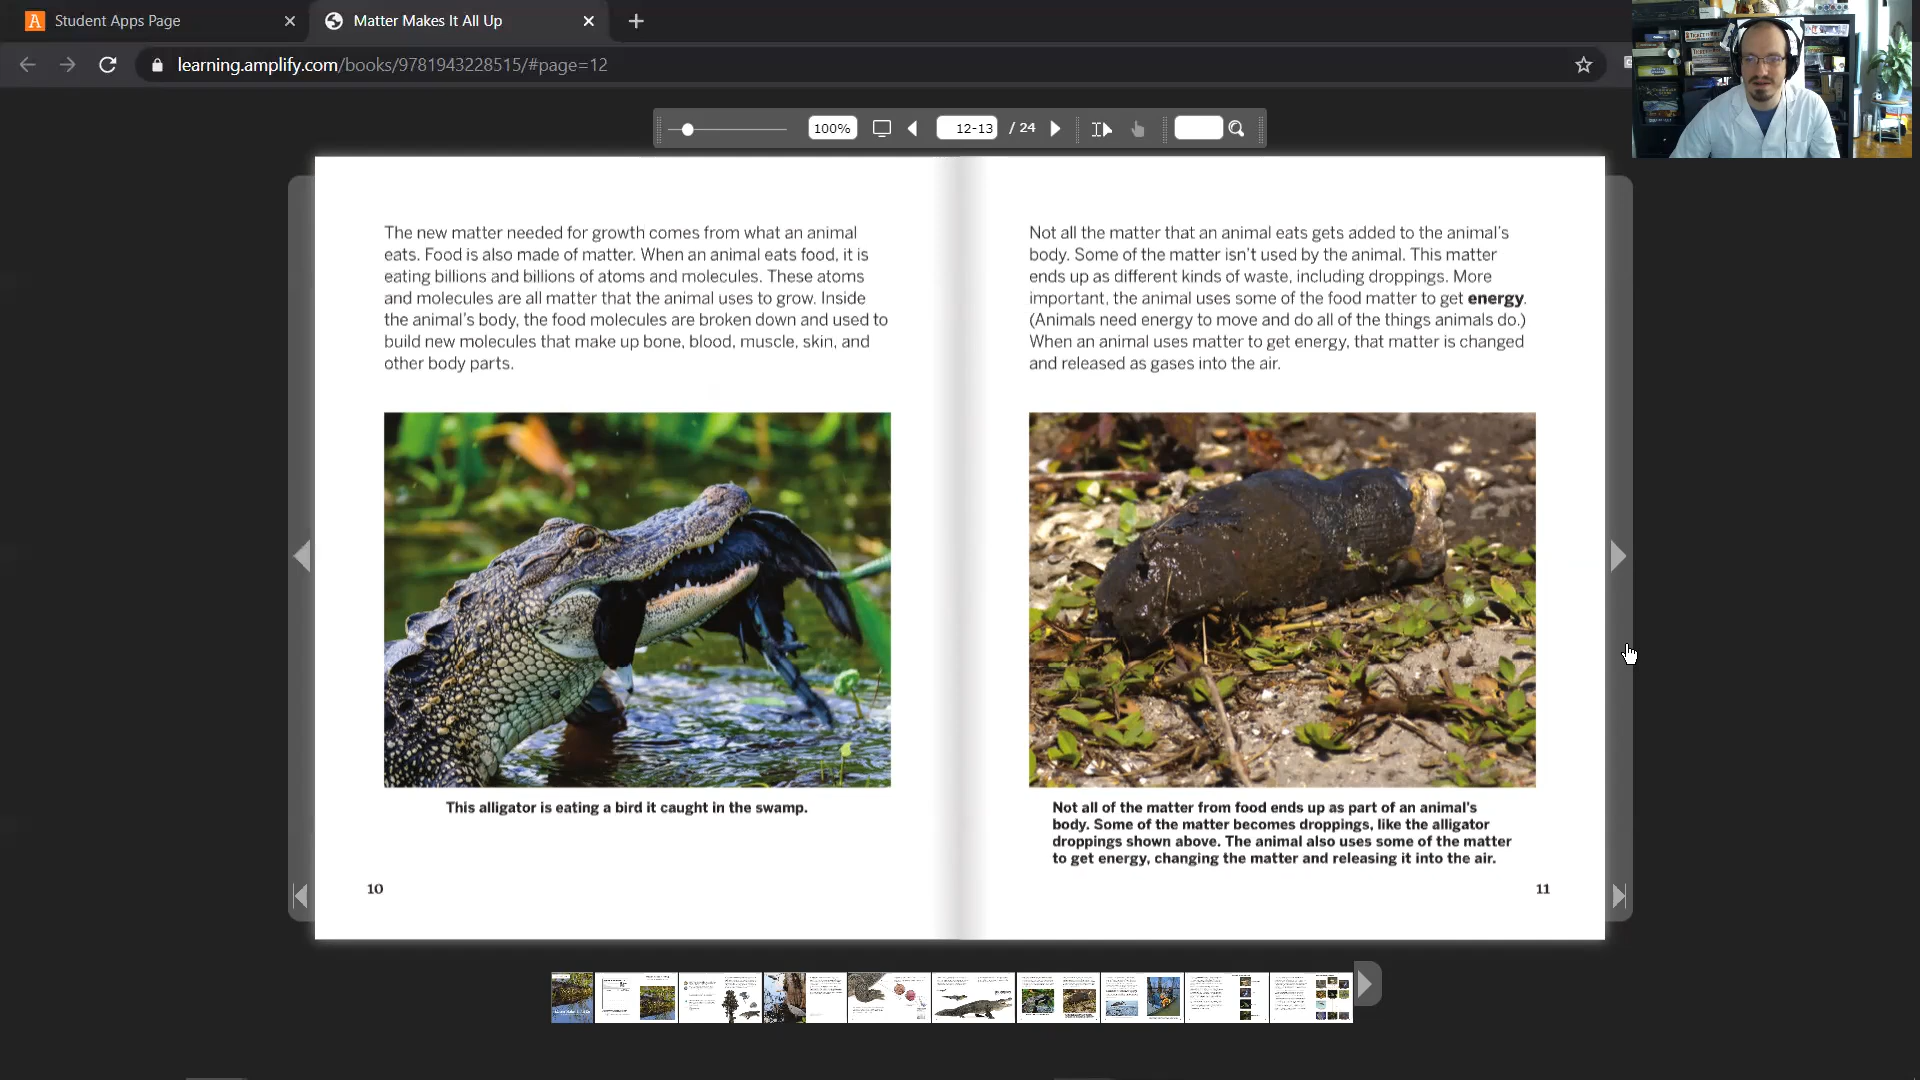 Student Apps Page
Matter Makes It All Up
learning.amplify.com/books/9781943228515/#page=12
100%
12-13
/ 24
The new matter needed for growth comes from what an animal
eats. Food is also made of matter. When an animal eats food, it is
eating billions and billions of atoms and molecules. These atoms
and molecules are all matter that the animal uses to grow. Inside
the animal's body, the food molecules are broken down and used to
build new molecules that make up bone, blood, muscle, skin, and
other body parts.
This alligator is eating a bird it caught in the swamp.
10
Not all the matter that an animal eats gets added to the animal's
body. Some of the matter isn't used by the animal. This matter
ends up as different kinds of waste, including droppings. More
important, the animal uses some of the food matter to get energy.
(Animals need energy to move and do all of the things animals do.)
When an animal uses matter to get energy, that matter is changed
and released as gases into the air.
Not all of the matter from food ends up as part of an animal's
body. Some of the matter becomes droppings, like the alligator
droppings shown above. The animal also uses some of the matter
to get energy, changing the matter and releasing it into the air.
11